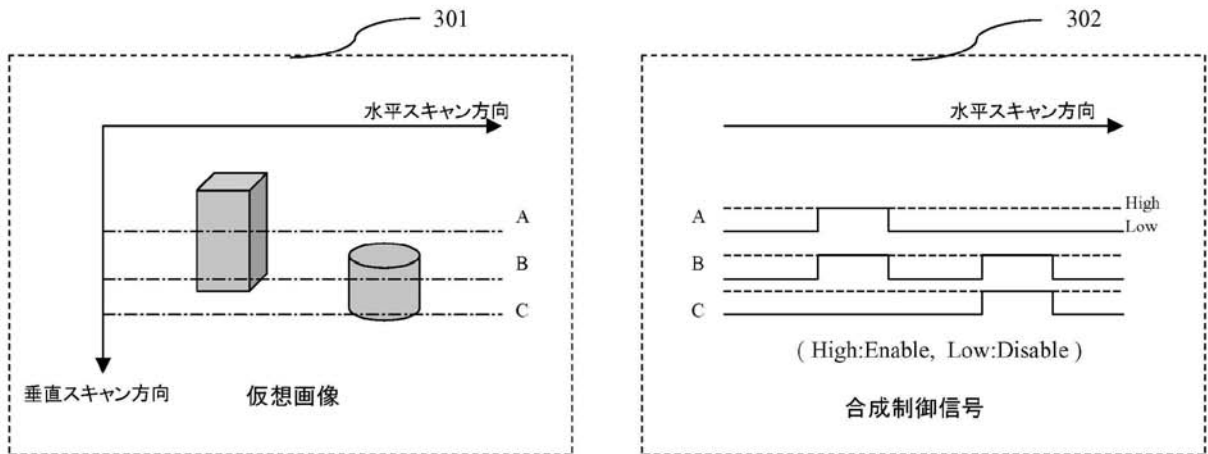 301
水平スキャン方向
A
B
C
垂直スキャン方向
仮想画像
302
水平スキャン方向
High
A
Low
B
C
( High:Enable, Low:Disable )
合成制御信号